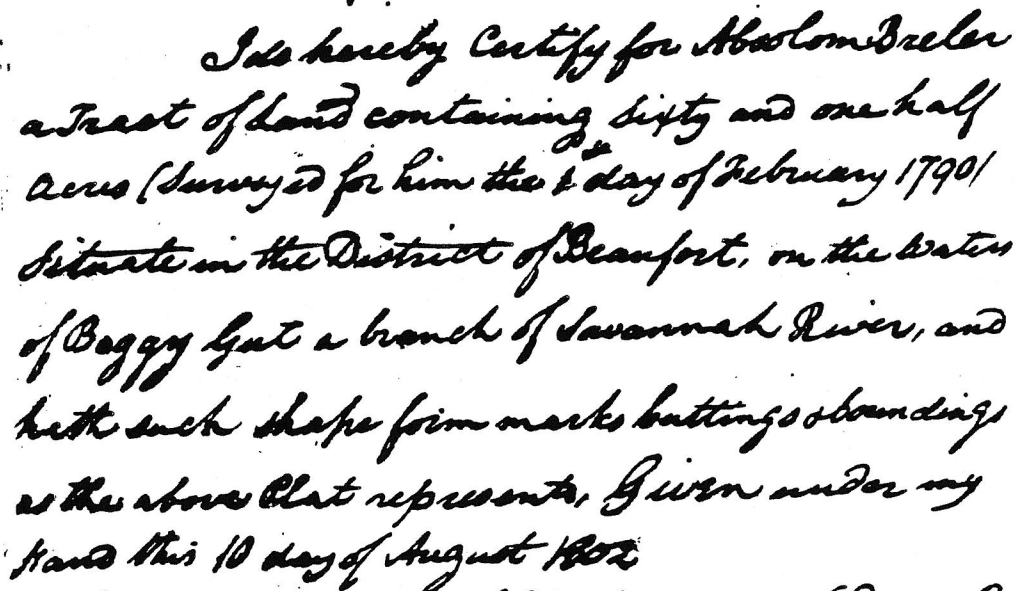 I do hereby Certify for Absolom Breler
a Tract of Land containing sixty and one half
Acres (Surveyed for him the day of February 1790)
Situate in the District of Beaufort, on the Waters
of Boggy Gut a branch of Savannah River, and
hath such shape form marks buttings & boundings
as the above Plat represents, Given under my
Hand this 10 day of August 1802